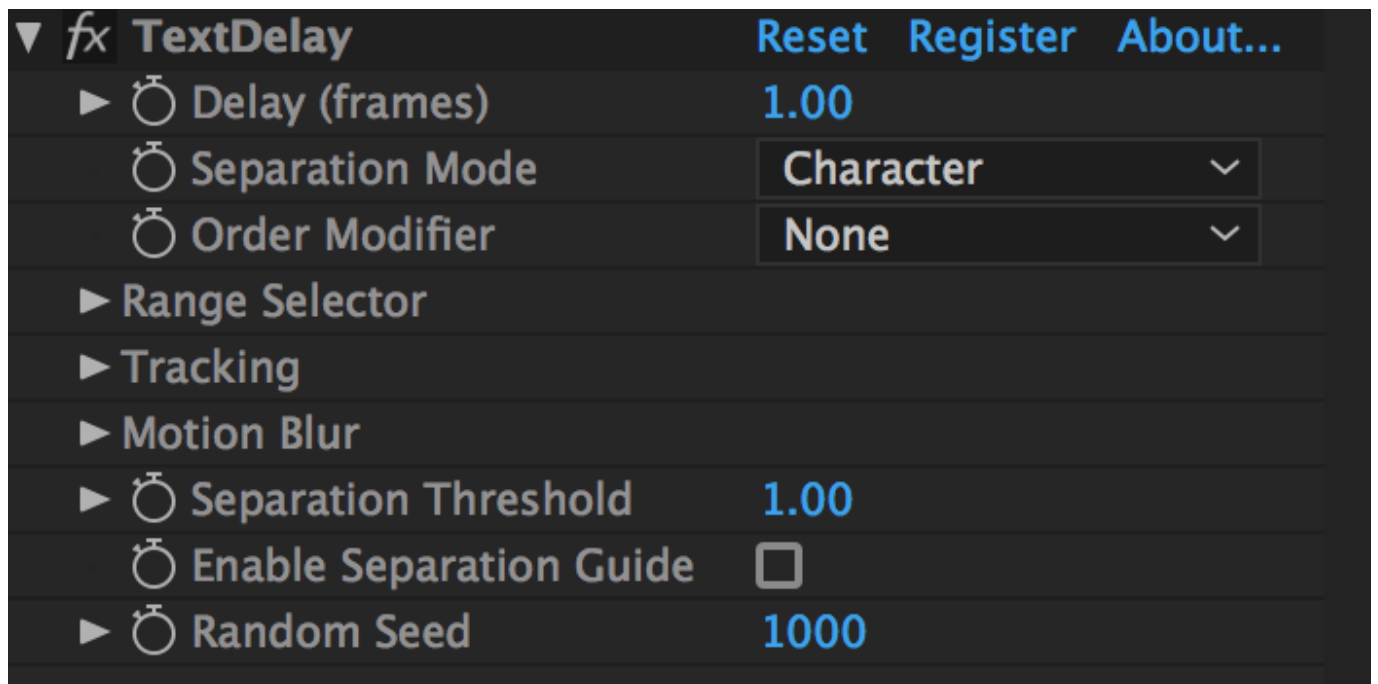 fx TextDelay Reset Register About...
Delay (frames) 1.00
Separation Mode Character
Order Modifier None
Range Selector
Tracking
Motion Blur
Separation Threshold 1.00
Enable Separation Guide
Random Seed 1000